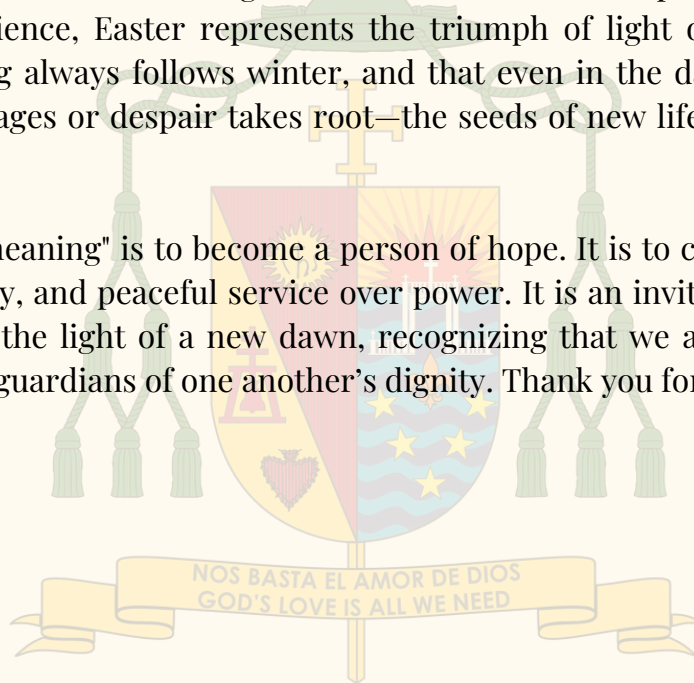 ience, Easter represents the triumph of light
always follows winter, and that even in the
ages or despair takes root—the seeds of new life
meaning" is to become a person of hope. It is to
y, and peaceful service over power. It is an
the light of a new dawn, recognizing that we
guardians of one another’s dignity. Thank you for
NOS BASTA EL AMOR DE DIOS
GOD'S LOVE IS ALL WE NEED